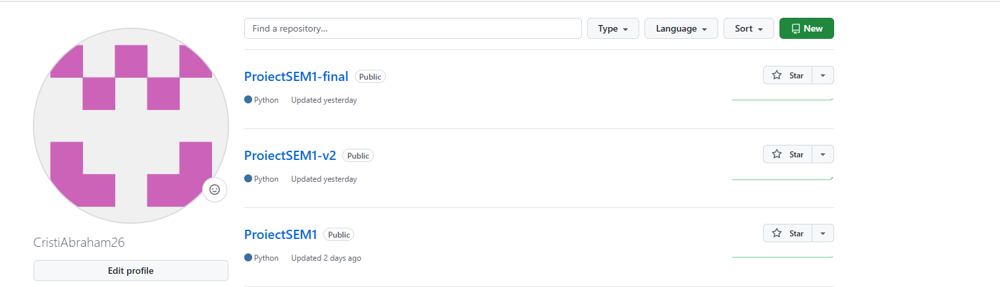 Find a repository...
Type
Language
Sort
New
ProiectSEM1-final Public
Star
Python Updated yesterday
ProiectSEM1-v2 Public
Star
Python Updated yesterday
ProiectSEM1 Public
Star
Python Updated 2 days ago
CristiAbraham26
Edit profile